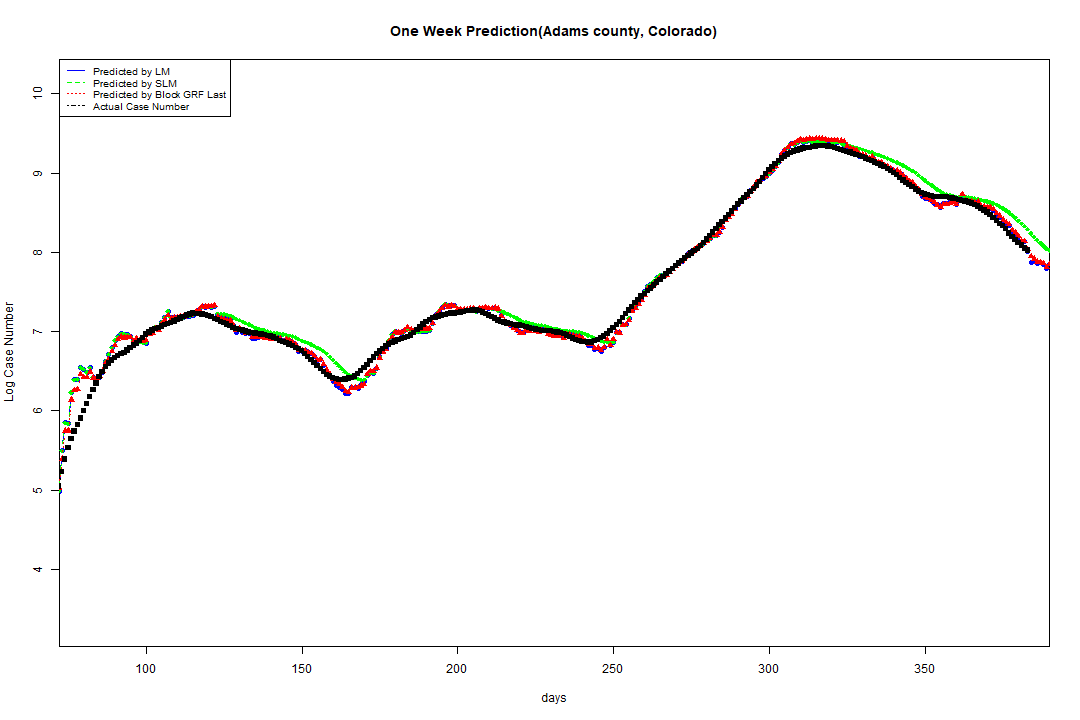 One Week Prediction(Adams county, Colorado)
Predicted by LM
Predicted by SLM
Predicted by Block GRF Last
Actual Case Number
10
9
8
7
6
5
4
Log Case Number
100 150 200 250 300 350
days